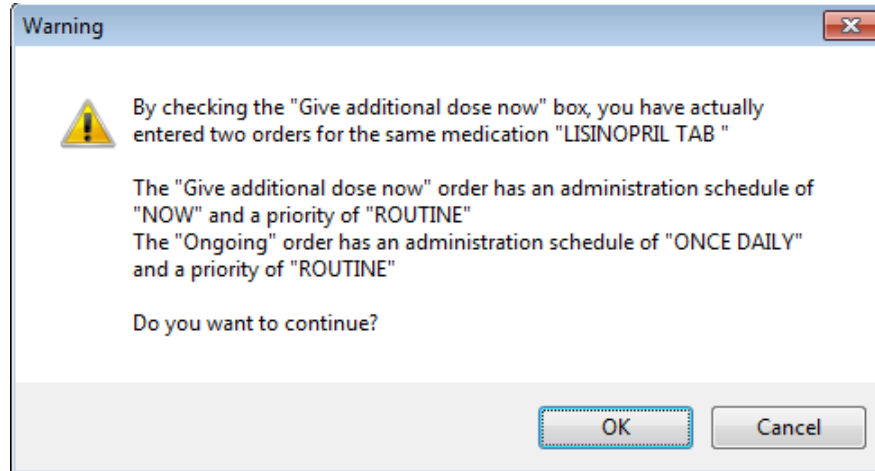 Warning
By checking the "Give additional dose now" box, you have actually
entered two orders for the same medication "LISINOPRIL TAB "
The "Give additional dose now" order has an administration schedule of
"NOW" and a priority of "ROUTINE"
The "Ongoing" order has an administration schedule of "ONCE DAILY"
and a priority of "ROUTINE"
Do you want to continue?
OK
Cancel